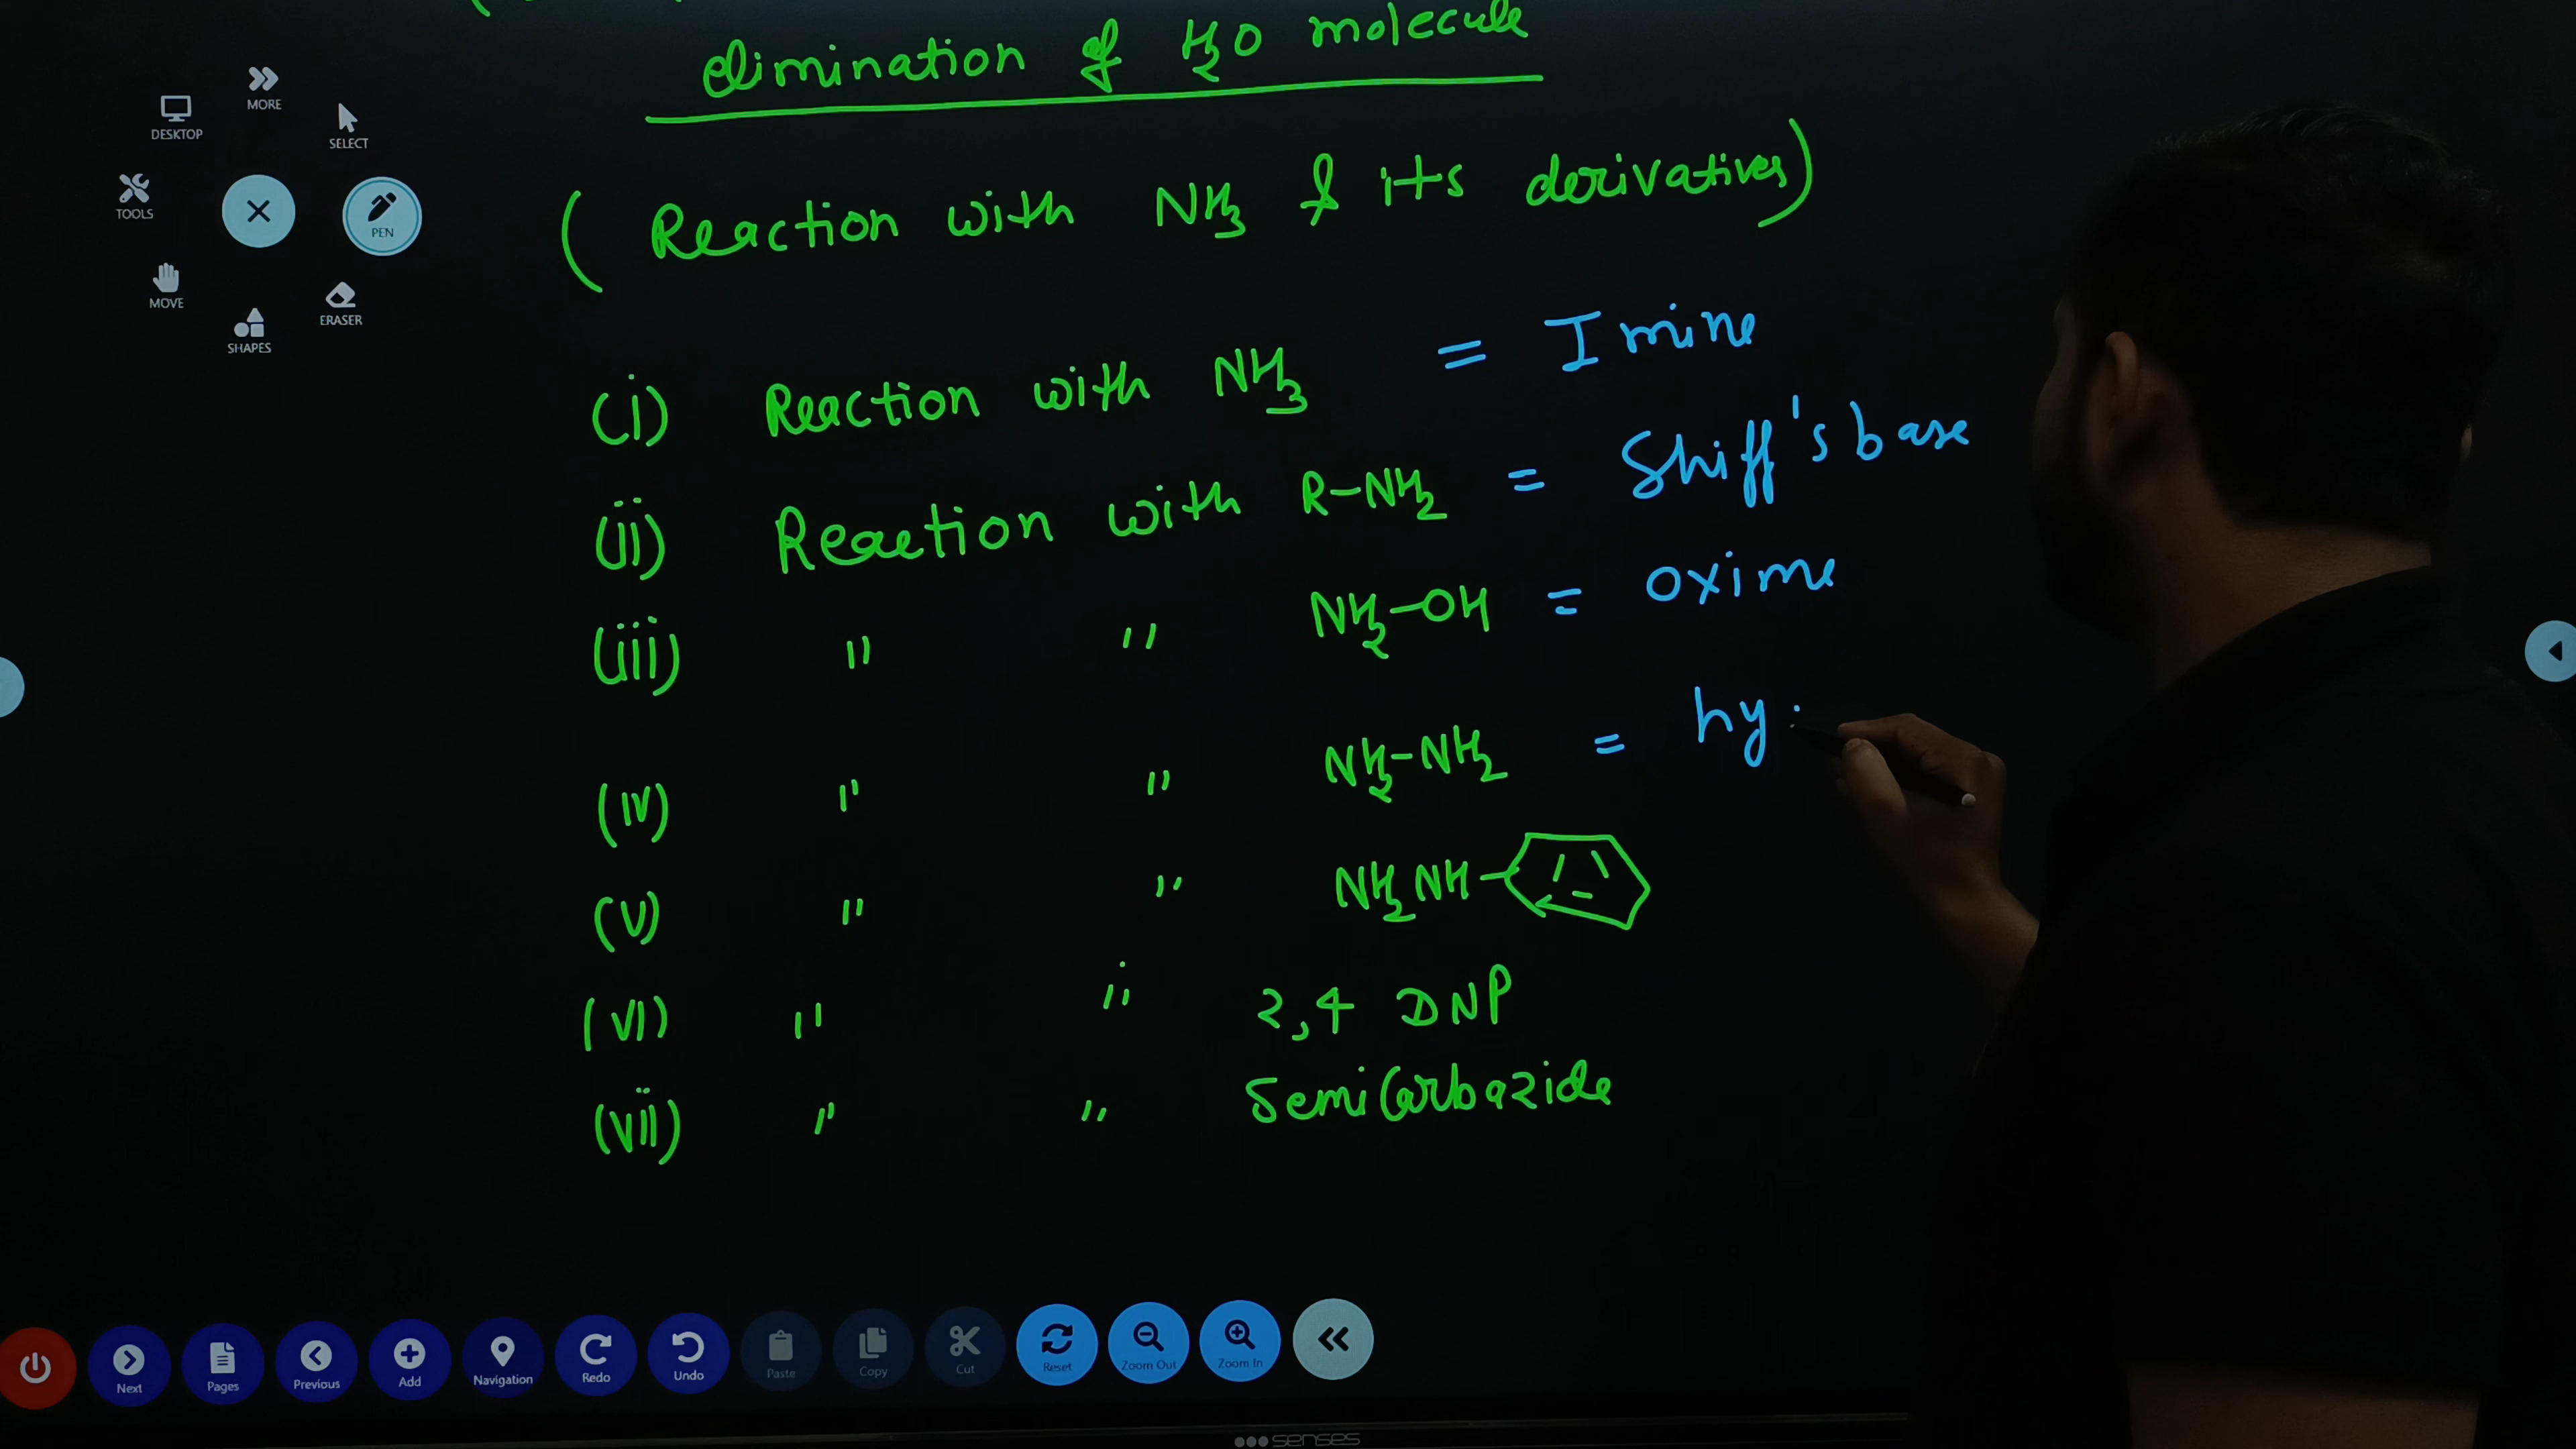 elimination of H2O molecule
( Reaction with NH3 & its derivatives)
(i) Reaction with NH3 = Imine
(ii) Reaction with R-NH2 = Shiff's base
(iii) " " NH2-OH = oxime
(iv) " " NH2-NH2 = hy
(v) " " NH2NH-
(vi) " " 2,4 DNP
(vii) " " Semicarbazide
MORE
DESKTOP
SELECT
TOOLS
PEN
MOVE
ERASER
SHAPES
Next
Pages
Previous
Add
Navigation
Redo
Undo
Paste
Copy
Cut
Reset
Zoom Out
Zoom In
senses